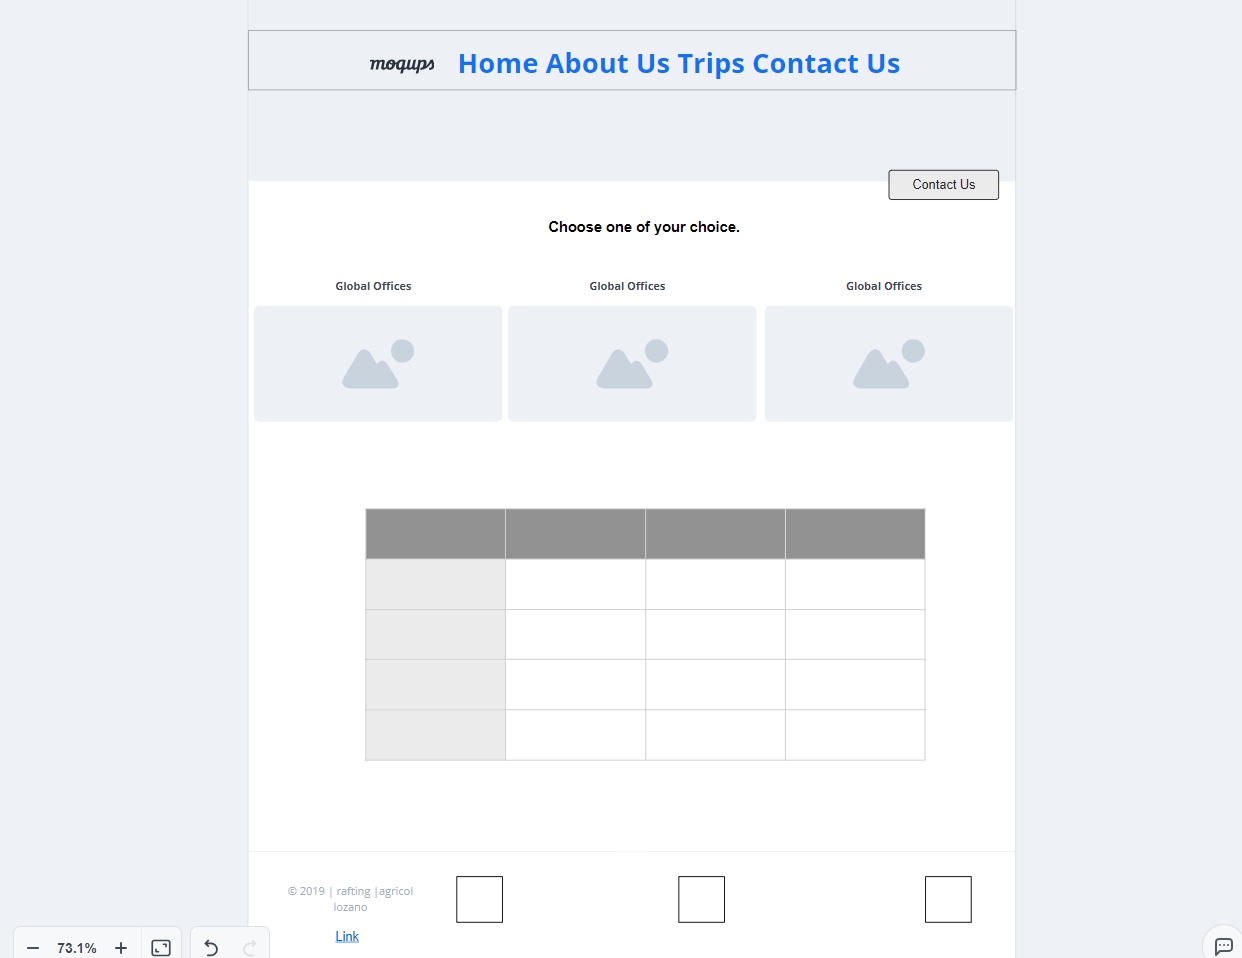 moqups Home About Us Trips Contact Us
Contact Us
Choose one of your choice.
Global Offices Global Offices Global Offices
© 2019 | rafting |agricol
lozano
Link
73.1%